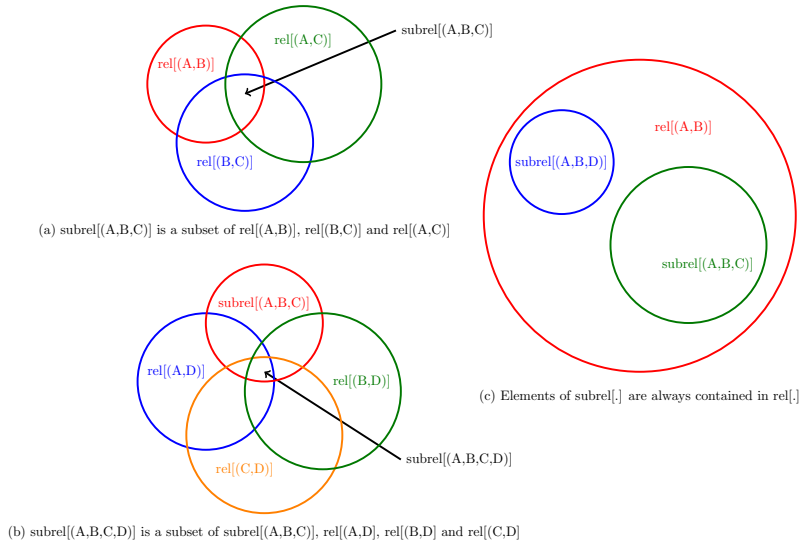 rel[(A,C)]
subrel[(A,B,C)]
rel[(A,B)]
rel[(B,C)]
(a) subrel[(A,B,C)] is a subset of rel[(A,B)], rel[(B,C)] and rel[(A,C)]
subrel[(A,B,C)]
rel[(A,D)]
rel[(B,D)]
rel[(C,D)]
subrel[(A,B,C,D)]
(b) subrel[(A,B,C,D)] is a subset of subrel[(A,B,C)], rel[(A,D], rel[(B,D] and rel[(C,D]
rel[(A,B)]
subrel[(A,B,D)]
subrel[(A,B,C)]
(c) Elements of subrel[.] are always contained in rel[.]